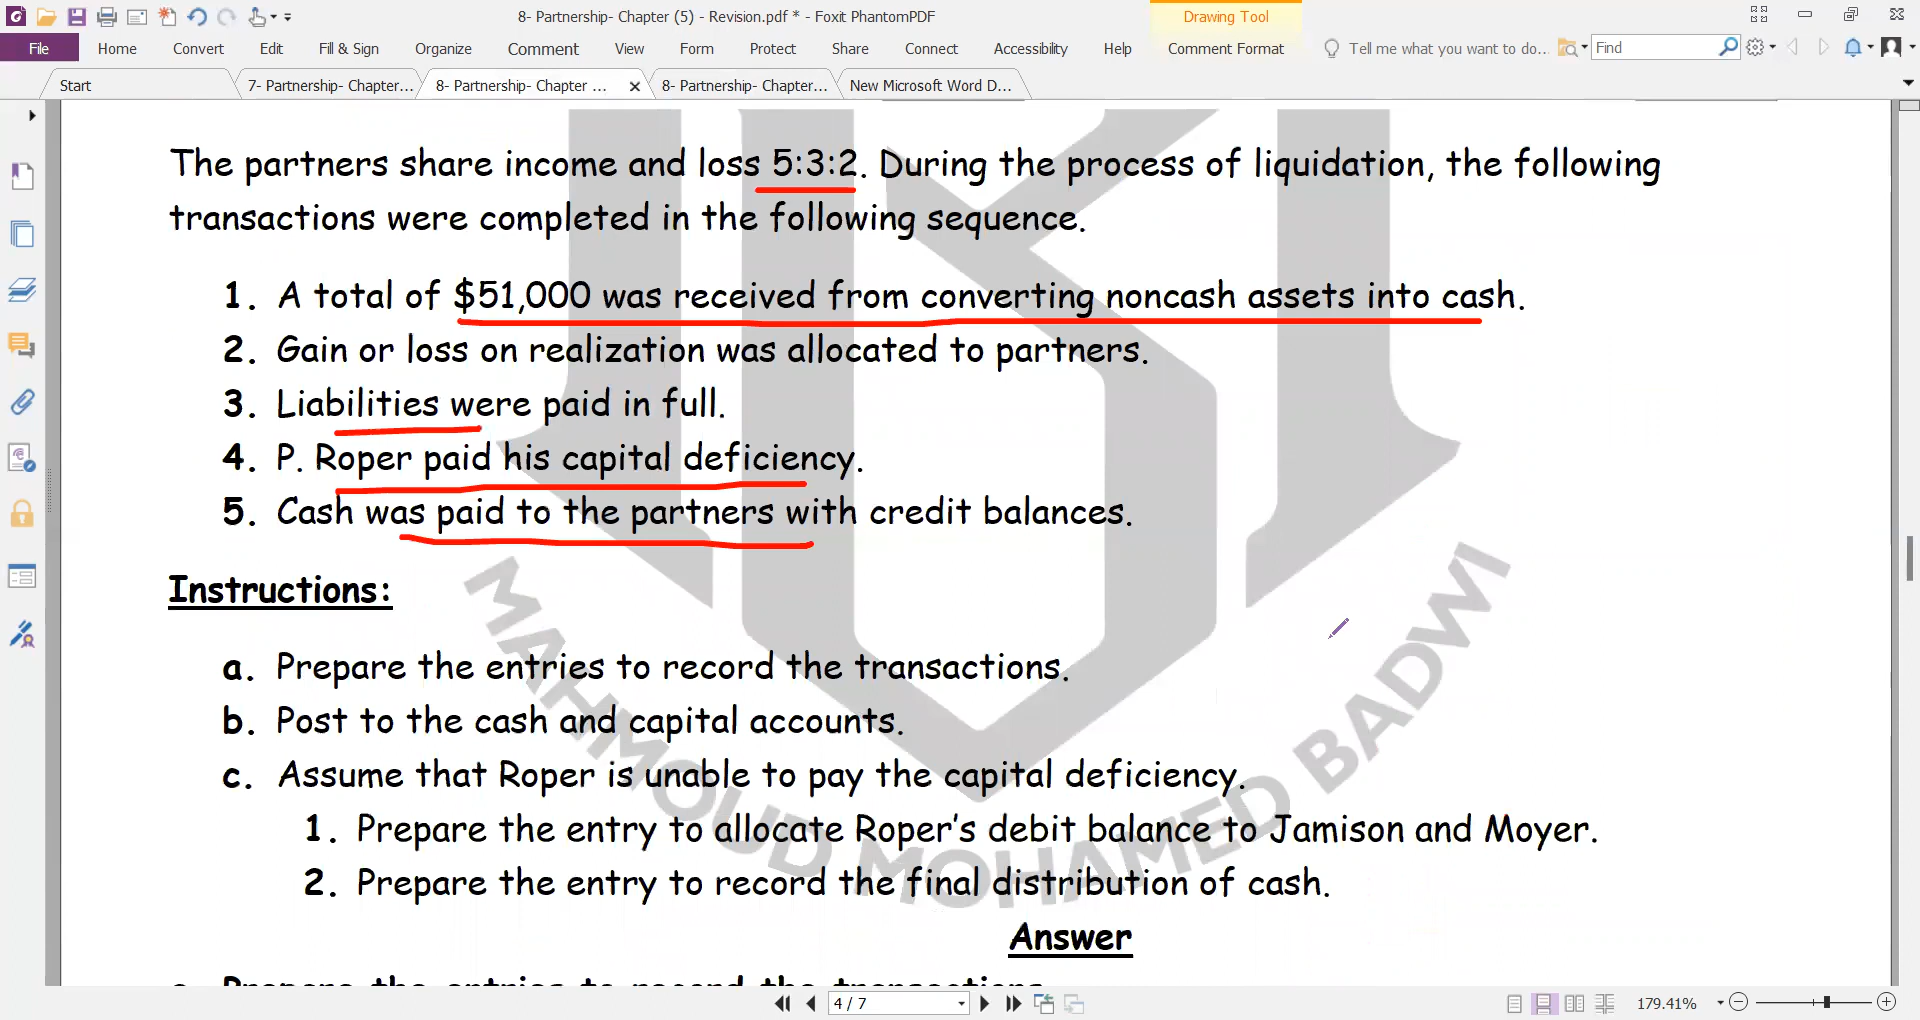 8- Partnership- Chapter (5) - Revision.pdf * - Foxit PhantomPDF
Drawing Tool
File Home Convert Edit Fill & Sign Organize Comment View Form Protect Share Connect Accessibility Help Comment Format Tell me what you want to do... Find
Start 7- Partnership- Chapter... 8- Partnership- Chapter ... 8- Partnership- Chapter... New Microsoft Word D...
The partners share income and loss 5:3:2. During the process of liquidation, the following
transactions were completed in the following sequence.
1. A total of $51,000 was received from converting noncash assets into cash.
2. Gain or loss on realization was allocated to partners.
3. Liabilities were paid in full.
4. P. Roper paid his capital deficiency.
5. Cash was paid to the partners with credit balances.
Instructions:
a. Prepare the entries to record the transactions.
b. Post to the cash and capital accounts.
c. Assume that Roper is unable to pay the capital deficiency.
1. Prepare the entry to allocate Roper's debit balance to Jamison and Moyer.
2. Prepare the entry to record the final distribution of cash.
Answer
a. Prepare the entries to record the transactions.
MAHMOUD MOHAMED BADWI
4 / 7
179.41%